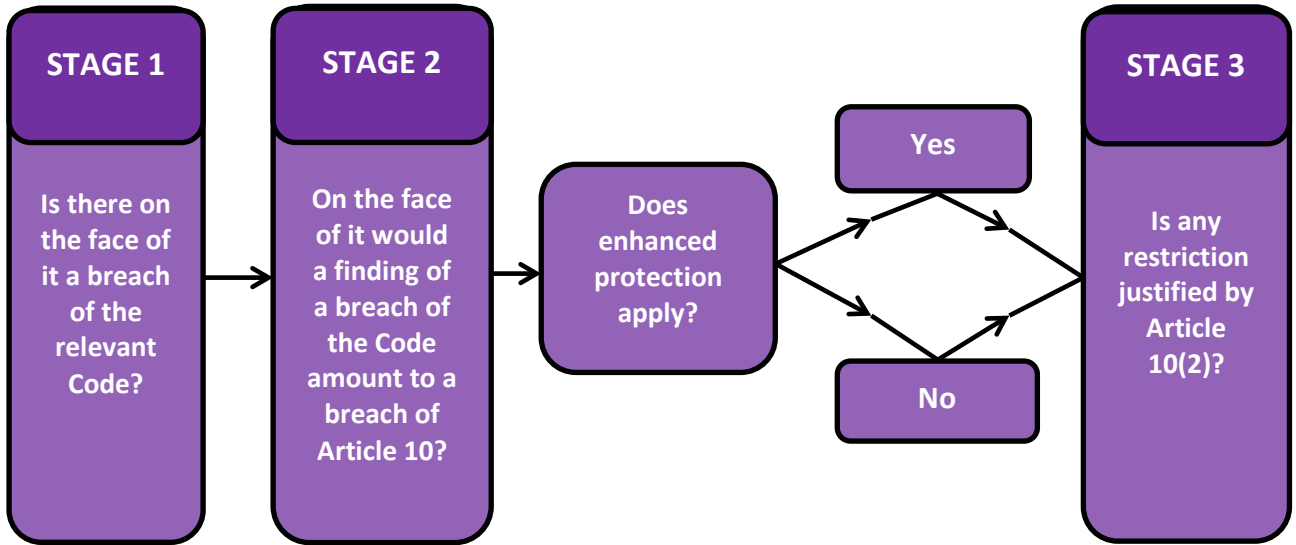 STAGE 1
Is there on
the face of
it a breach
of the
relevant
Code?
STAGE 2
On the face
of it would
a finding of
a breach of
the Code
amount to a
breach of
Article 10?
Does
enhanced
protection
apply?
Yes
No
STAGE 3
Is any
restriction
justified by
Article
10(2)?